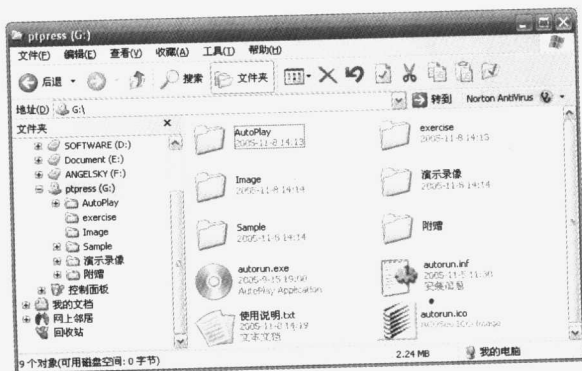 ptpress (G:)
文件(F) 编辑(E) 查看(V) 收藏(A) 工具(T) 帮助(H)
后退 搜索 文件夹
地址(D) G:\ 转到 Norton AntiVirus
文件夹
SOFTWARE (D:)
Document (E:)
ANGELSKY (F:)
ptpress (G:)
AutoPlay
exercise
Image
Sample
演示录像
附赠
控制面板
我的文档
网上邻居
回收站
AutoPlay
2005-11-8 14:13
exercise
2005-11-8 14:13
Image
2005-11-8 14:14
演示录像
2005-11-8 14:14
Sample
2005-11-8 14:14
附赠
autorun.exe
2005-9-15 19:00
AutoPlay Application
autorun.inf
安装信息
使用说明.txt
2005-11-8 14:19
文本文档
autorun.ico
9 个对象(可用磁盘空间: 0 字节)
2.24 MB
我的电脑